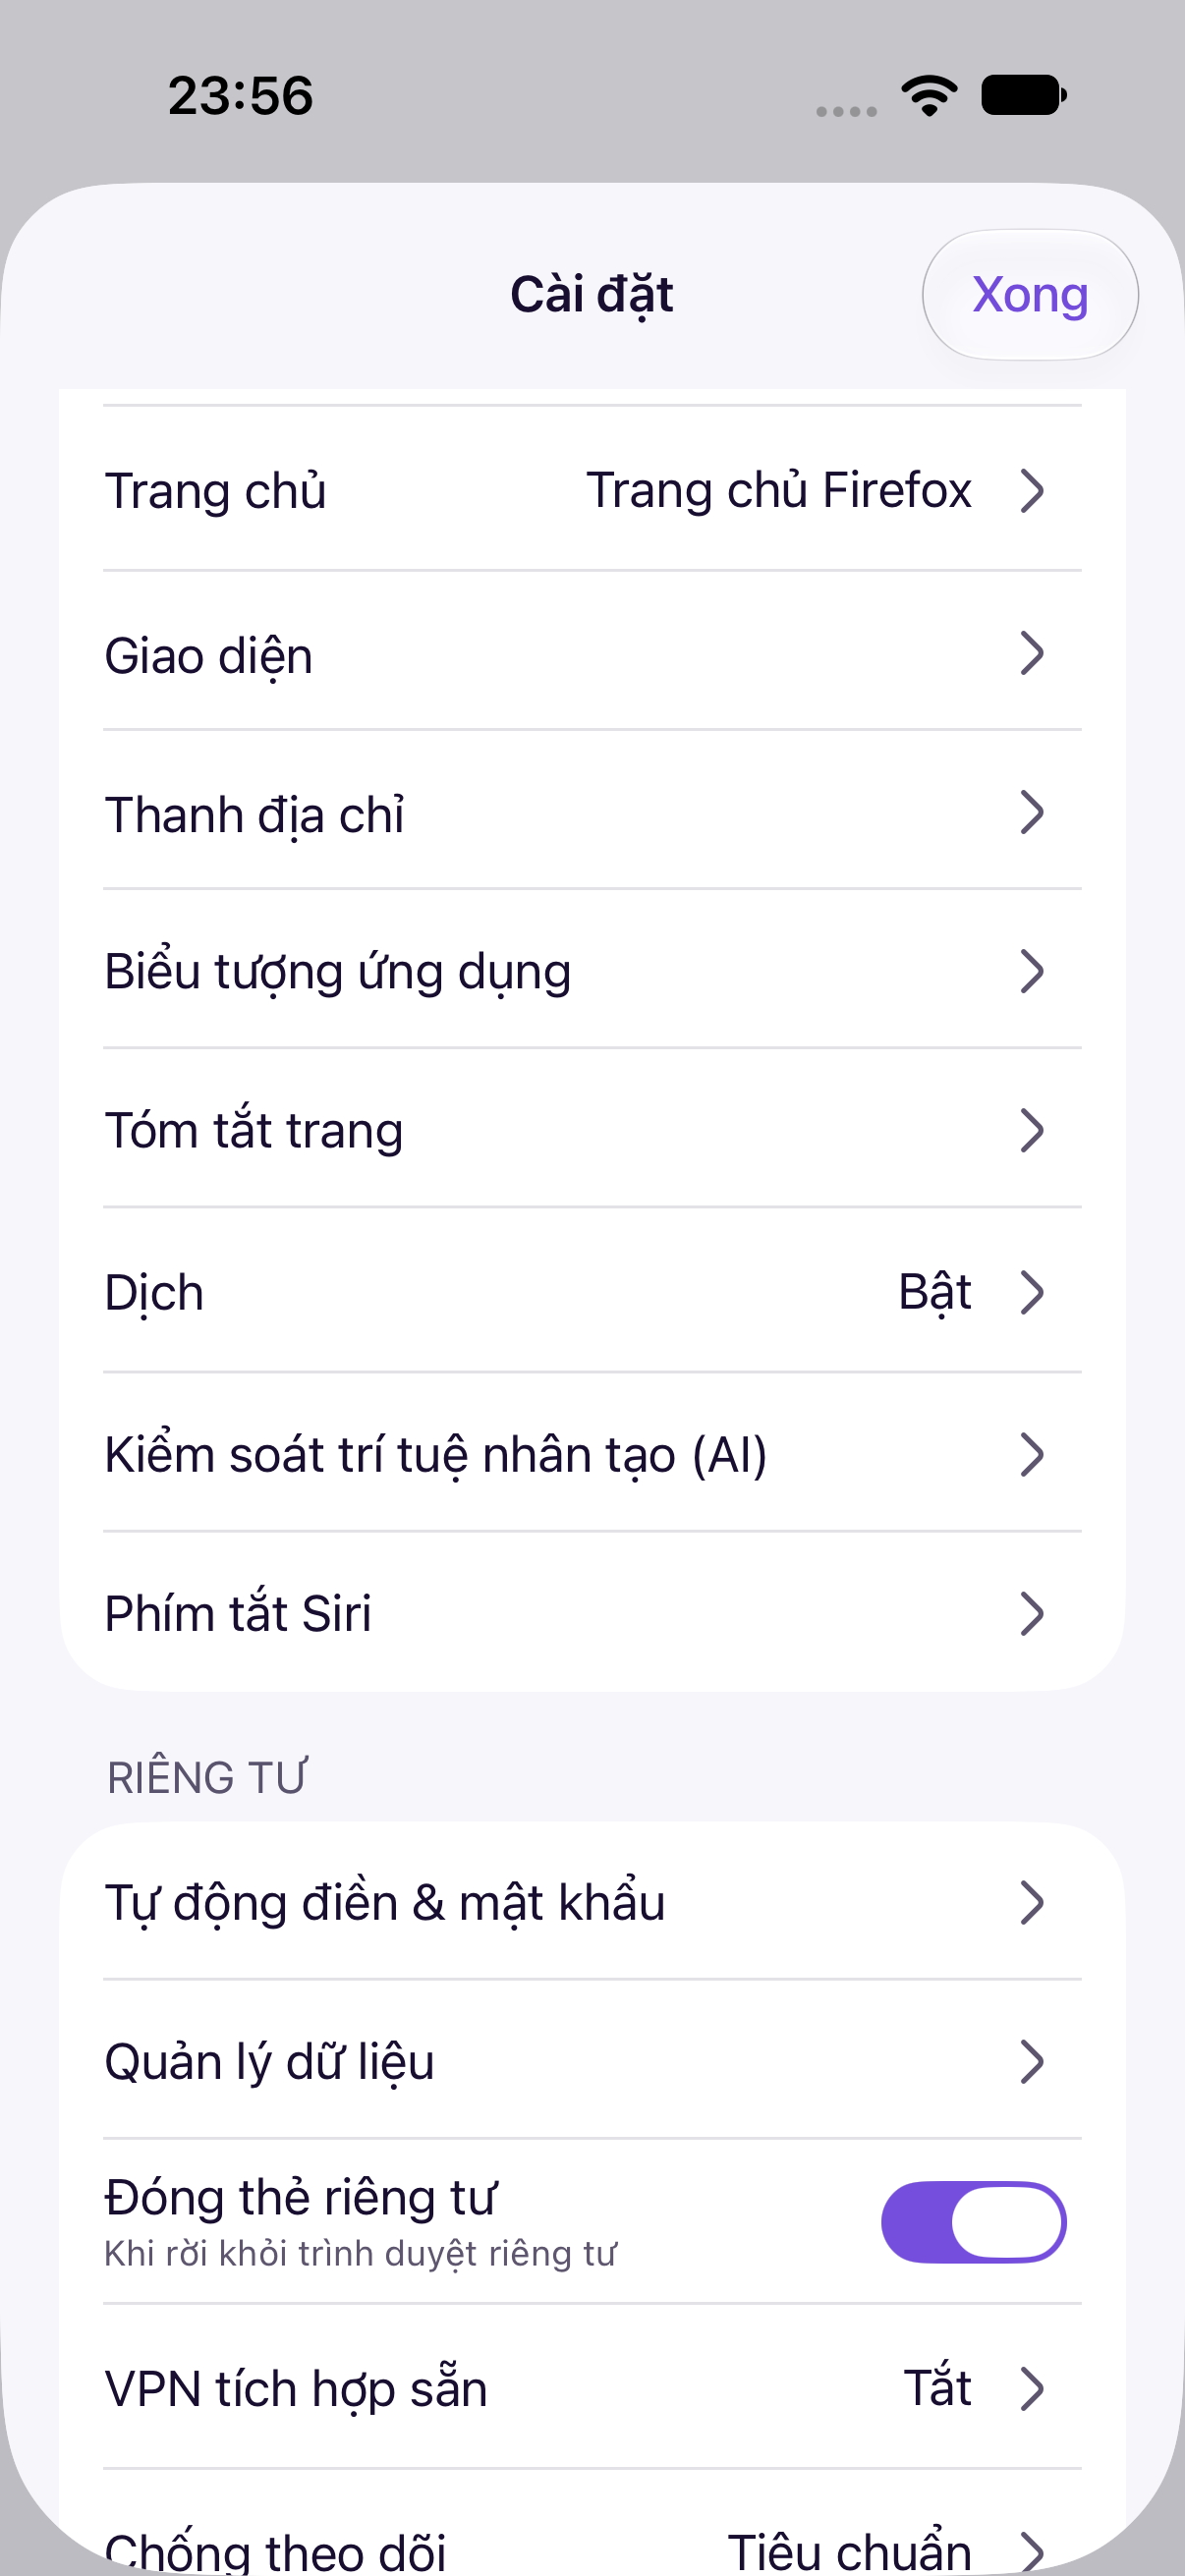 23:56
Cài đặt
Xong
Trang chủ
Trang chủ Firefox
Giao diện
Thanh địa chỉ
Biểu tượng ứng dụng
Tóm tắt trang
Dịch
Bật
Kiểm soát trí tuệ nhân tạo (AI)
Phím tắt Siri
RIÊNG TƯ
Tự động điền & mật khẩu
Quản lý dữ liệu
Đóng thẻ riêng tư
Khi rời khỏi trình duyệt riêng tư
VPN tích hợp sẵn
Tắt
Chống theo dõi
Tiêu chuẩn